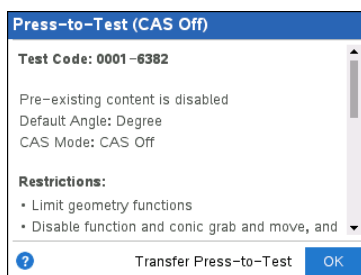 Press-to-Test (CAS Off)
Test Code: 0001-6382
Pre-existing content is disabled
Default Angle: Degree
CAS Mode: CAS Off
Restrictions:
• Limit geometry functions
• Disable function and conic grab and move, and
? Transfer Press-to-Test OK